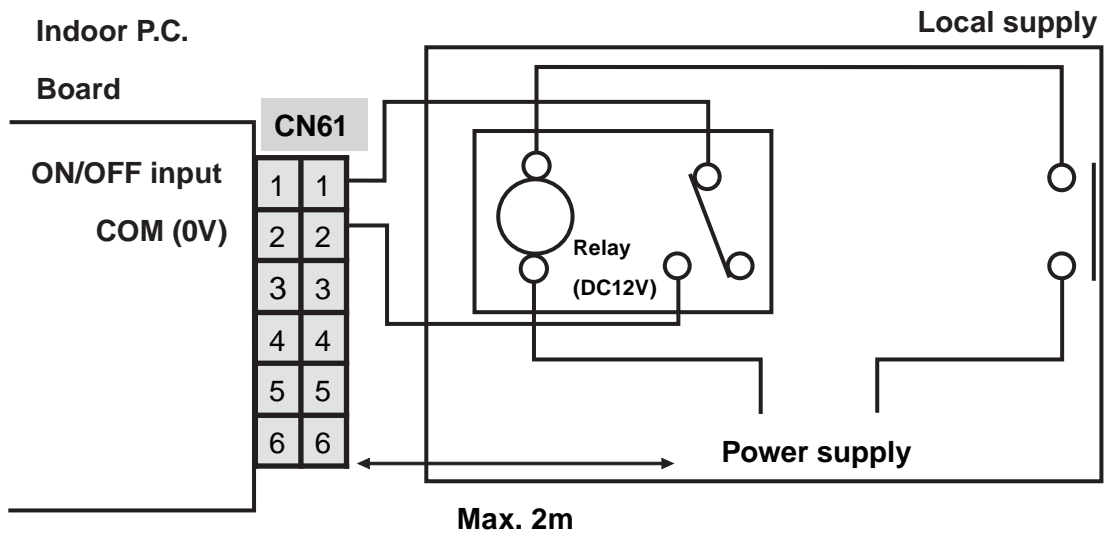 Indoor P.C.
Board
Local supply
CN61
ON/OFF input
1 1
COM (0V)
2 2
Relay
(DC12V)
3 3
4 4
5 5
6 6
Power supply
Max. 2m